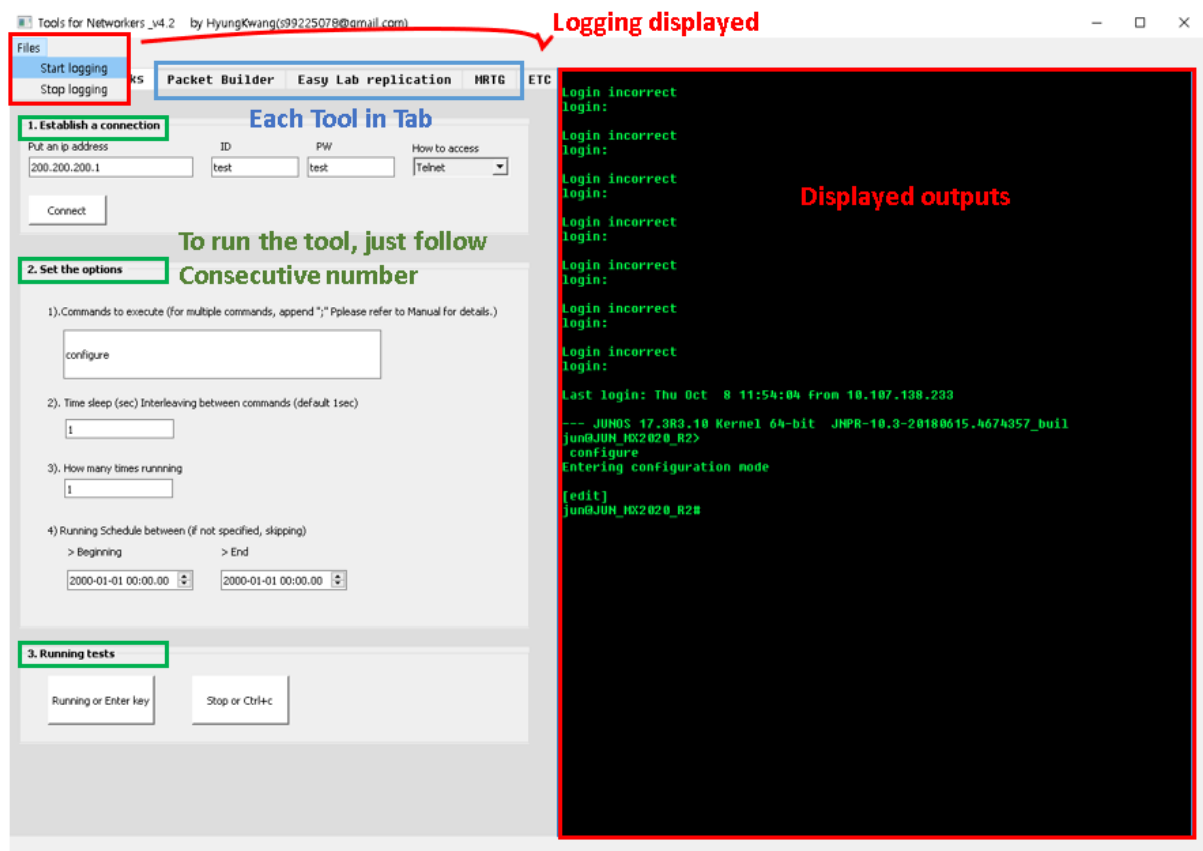 Tools for Networkers _v4.2 by HyungKwang(s99225078@gmail.com)
Logging displayed
Files
Start logging
Stop logging
ks
Packet Builder
Easy Lab replication
MRTG
ETC
Each Tool in Tab
1. Establish a connection
Put an ip address
ID
PW
How to access
200.200.200.1
test
test
Telnet
Connect
To run the tool, just follow
Consecutive number
2. Set the options
1).Commands to execute (for multiple commands, append ";" Pplease refer to Manual for details.)
configure
2). Time sleep (sec) Interleaving between commands (default 1sec)
1
3). How many times runnning
1
4) Running Schedule between (if not specified, skipping)
> Beginning
> End
2000-01-01 00:00.00
2000-01-01 00:00.00
3. Running tests
Running or Enter key
Stop or Ctrl+c
Login incorrect
login:
Login incorrect
login:
Login incorrect
login:
Displayed outputs
Login incorrect
login:
Login incorrect
login:
Login incorrect
login:
Login incorrect
login:
Last login: Thu Oct  8 11:54:04 from 10.107.138.233
--- JUNOS 17.3R3.10 Kernel 64-bit  JNPR-10.3-20180615.4674357_buil
jun@JUN_MX2020_R2>
configure
Entering configuration mode
[edit]
jun@JUN_MX2020_R2#